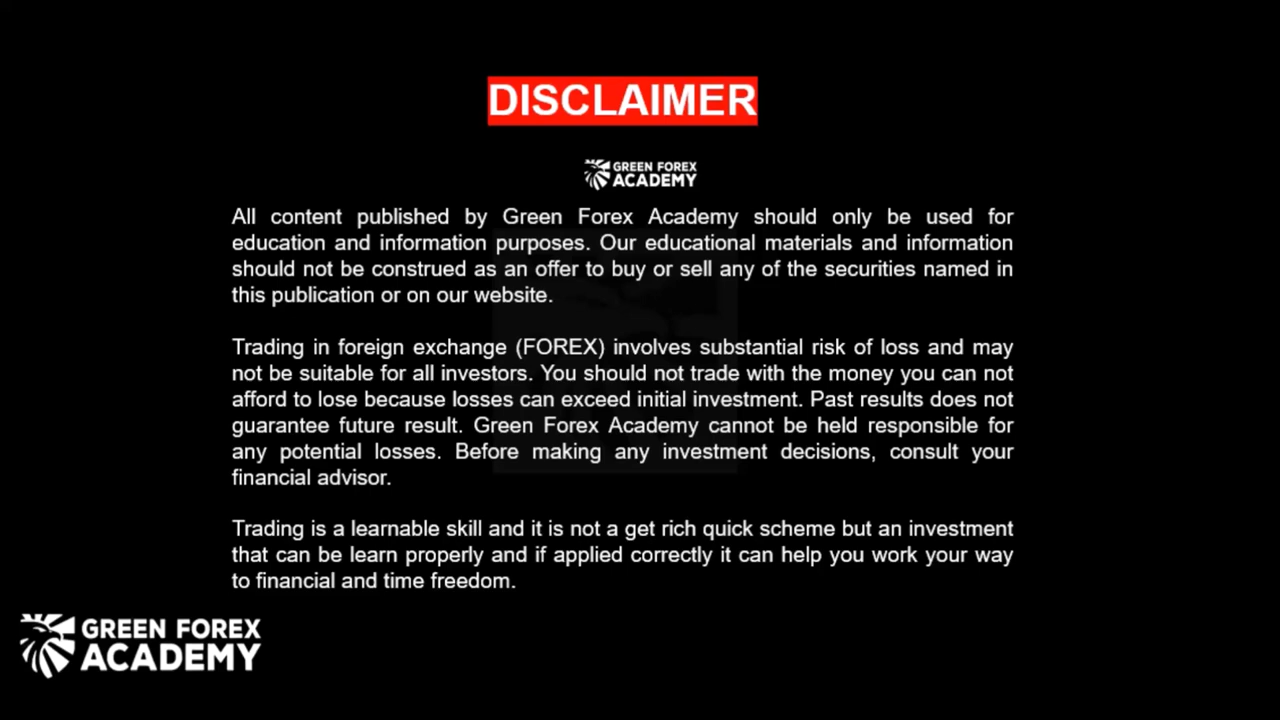 DISCLAIMER
GREEN FOREX
ACADEMY
All content published by Green Forex Academy should only be used for
education and information purposes. Our educational materials and information
should not be construed as an offer to buy or sell any of the securities named in
this publication or on our website.
Trading in foreign exchange (FOREX) involves substantial risk of loss and may
not be suitable for all investors. You should not trade with the money you can not
afford to lose because losses can exceed initial investment. Past results does not
guarantee future result. Green Forex Academy cannot be held responsible for
any potential losses. Before making any investment decisions, consult your
financial advisor.
Trading is a learnable skill and it is not a get rich quick scheme but an investment
that can be learn properly and if applied correctly it can help you work your way
to financial and time freedom.
GREEN FOREX
ACADEMY